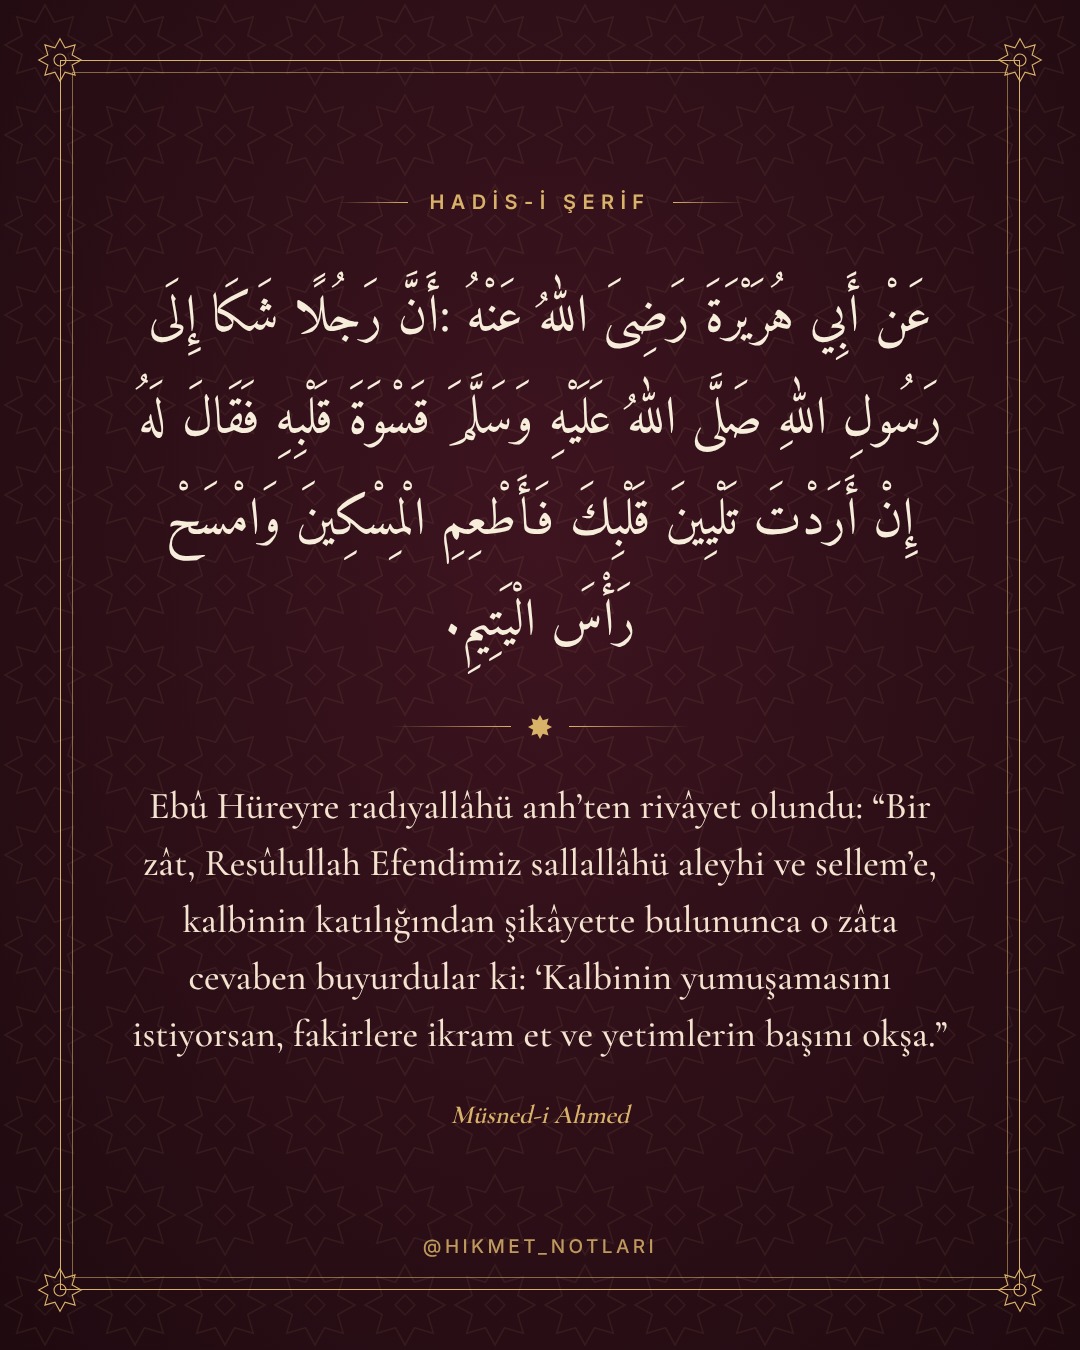 HADİS-İ ŞERİF
عَنْ أَبِي هُرَيْرَةَ رَضِىَ اللهُ عَنْهُ :أَنَّ رَجُلًا شَكَا إِلَى
رَسُولِ اللهِ صَلَّى اللهُ عَلَيْهِ وَسَلَّمَ قَسْوَةَ قَلْبِهِ فَقَالَ لَهُ
إِنْ أَرَدْتَ تَلْيِينَ قَلْبِكَ فَأَطْعِمِ الْمِسْكِينَ وَامْسَحْ
رَأْسَ الْيَتِيمِ.
Ebû Hüreyre radıyallâhü anh’ten rivâyet olundu: “Bir
zât, Resûlullah Efendimiz sallallâhü aleyhi ve sellem’e,
kalbinin katılığından şikâyette bulununca o zâta
cevaben buyurdular ki: ‘Kalbinin yumuşamasını
istiyorsan, fakirlere ikram et ve yetimlerin başını okşa.”
Müsned-i Ahmed
@HIKMET_NOTLARI